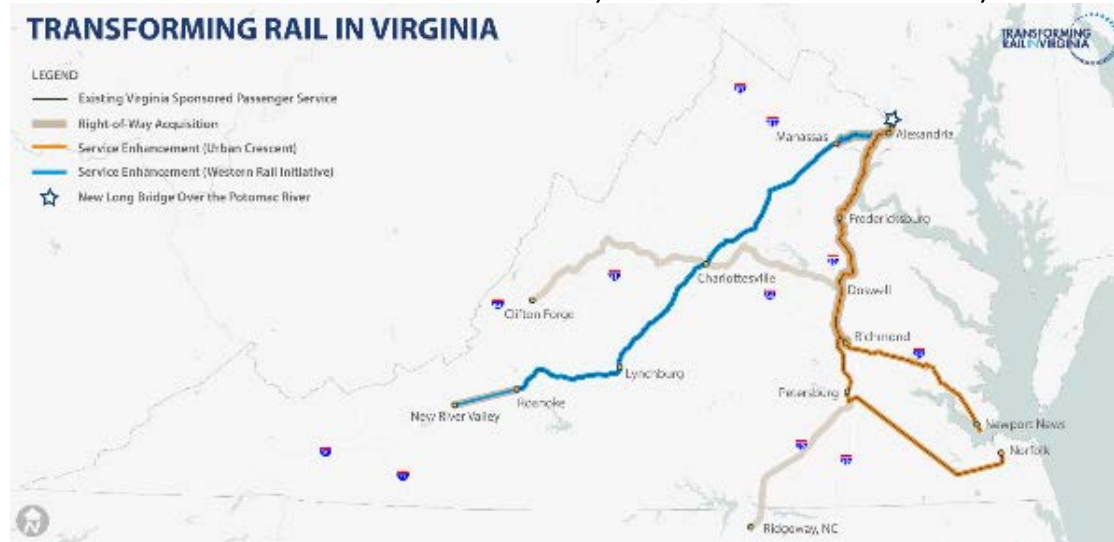 TRANSFORMING RAIL IN VIRGINIA
TRANSFORMING
RAIL IN VIRGINIA
LEGEND
Existing Virginia Sponsored Passenger Service
Right-of-Way Acquisition
Service Enhancement (Urban Crescent)
Service Enhancement (Western Rail Initiative)
New Long Bridge Over the Potomac River
Manassas
Alexandria
Fredericksburg
Charlottesville
Doswell
Clifton Forge
Richmond
Lynchburg
Roanoke
Petersburg
New River Valley
Newport News
Norfolk
Ridgeway, NC
N